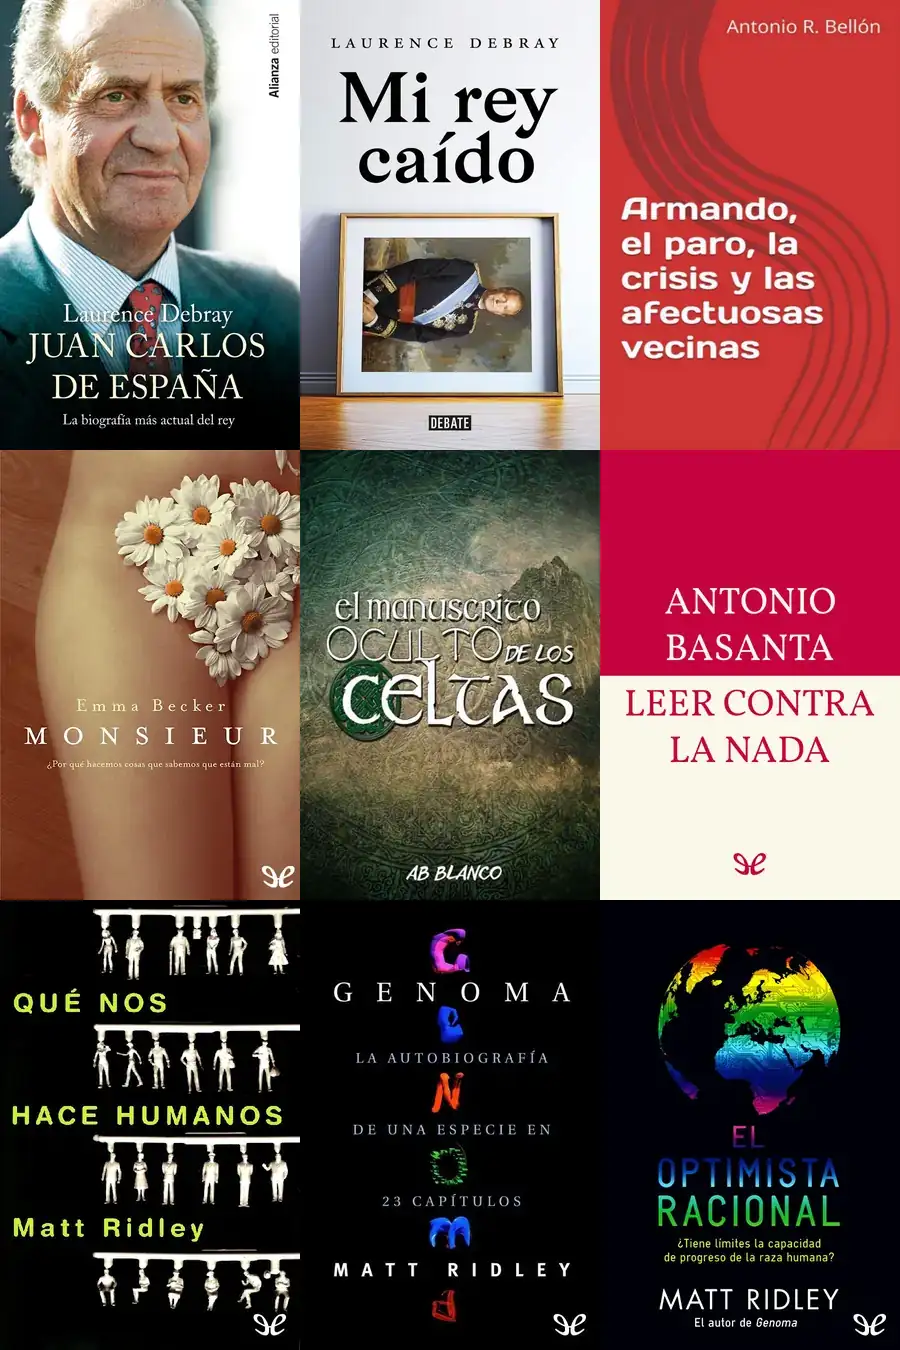 Alianza editorial
Laurence Debray
JUAN CARLOS
DE ESPAÑA
La biografía más actual del rey
LAURENCE DEBRAY
Mi rey
caído
DEBATE
Antonio R. Bellón
Armando,
el paro, la
crisis y las
afectuosas
vecinas
Emma Becker
MONSIEUR
¿Por qué hacemos cosas que sabemos que están mal?
el manuscrito
OCULTO DE LOS
CELTAS
AB BLANCO
ANTONIO
BASANTA
LEER CONTRA
LA NADA
QUÉ NOS
HACE HUMANOS
Matt Ridley
G
GENOMA
e
LA AUTOBIOGRAFÍA
N
DE UNA ESPECIE EN
O
23 CAPÍTULOS
m
MATT RIDLEY
a
EL
OPTIMISTA
RACIONAL
¿Tiene límites la capacidad
de progreso de la raza humana?
MATT RIDLEY
El autor de Genoma